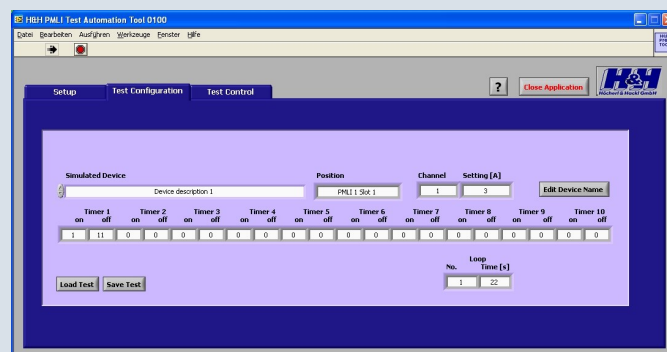 H&H PMLI Test Automation Tool 0100
Datei Bearbeiten Ausführen Werkzeuge Fenster Hilfe
Setup Test Configuration Test Control
? Close Application H&H
Höcherl & Hackl GmbH
Simulated Device Position Channel Setting [A]
Device description 1 PMLI 1 Slot 1 1 3 Edit Device Name
Timer 1 Timer 2 Timer 3 Timer 4 Timer 5 Timer 6 Timer 7 Timer 8 Timer 9 Timer 10
on off on off on off on off on off on off on off on off on off on off
1 11 0 0 0 0 0 0 0 0 0 0 0 0 0 0 0 0 0 0
Loop
No. Time [s]
Load Test Save Test 1 22